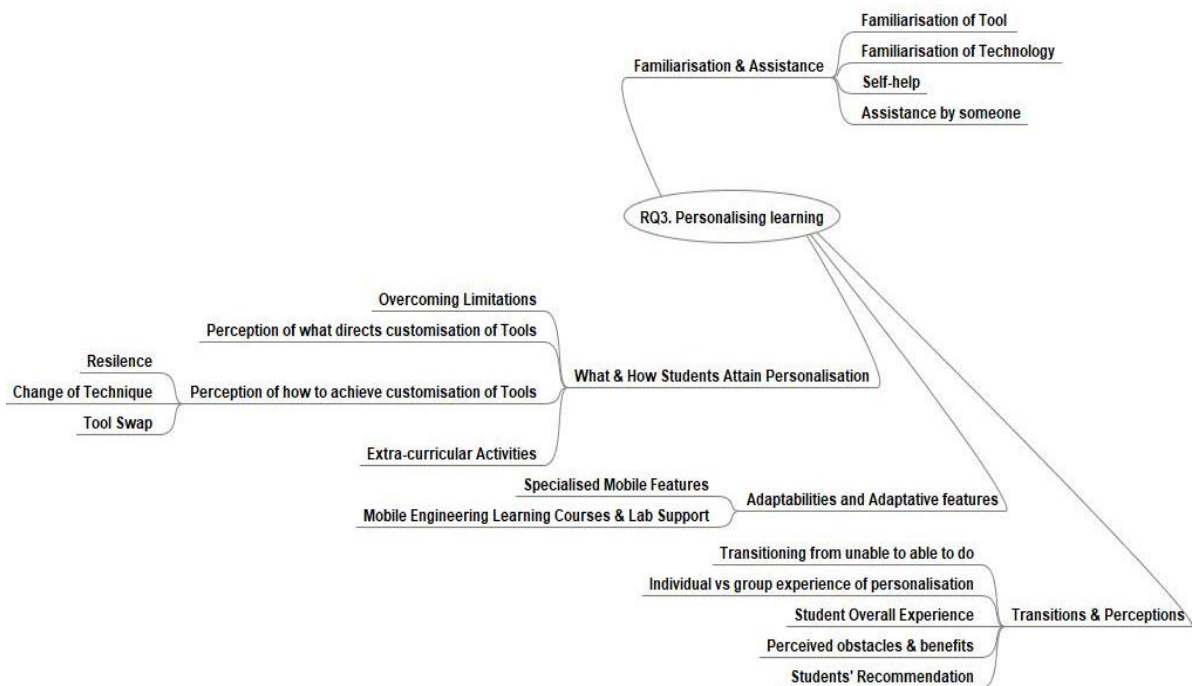 Familiarisation of Tool
Familiarisation of Technology
Familiarisation & Assistance
Self-help
Assistance by someone
RQ3. Personalising learning
Overcoming Limitations
Perception of what directs customisation of Tools
Resilence
What & How Students Attain Personalisation
Change of Technique
Perception of how to achieve customisation of Tools
Tool Swap
Extra-curricular Activities
Specialised Mobile Features
Adaptabilities and Adaptative features
Mobile Engineering Learning Courses & Lab Support
Transitioning from unable to able to do
Individual vs group experience of personalisation
Student Overall Experience
Transitions & Perceptions
Perceived obstacles & benefits
Students' Recommendation